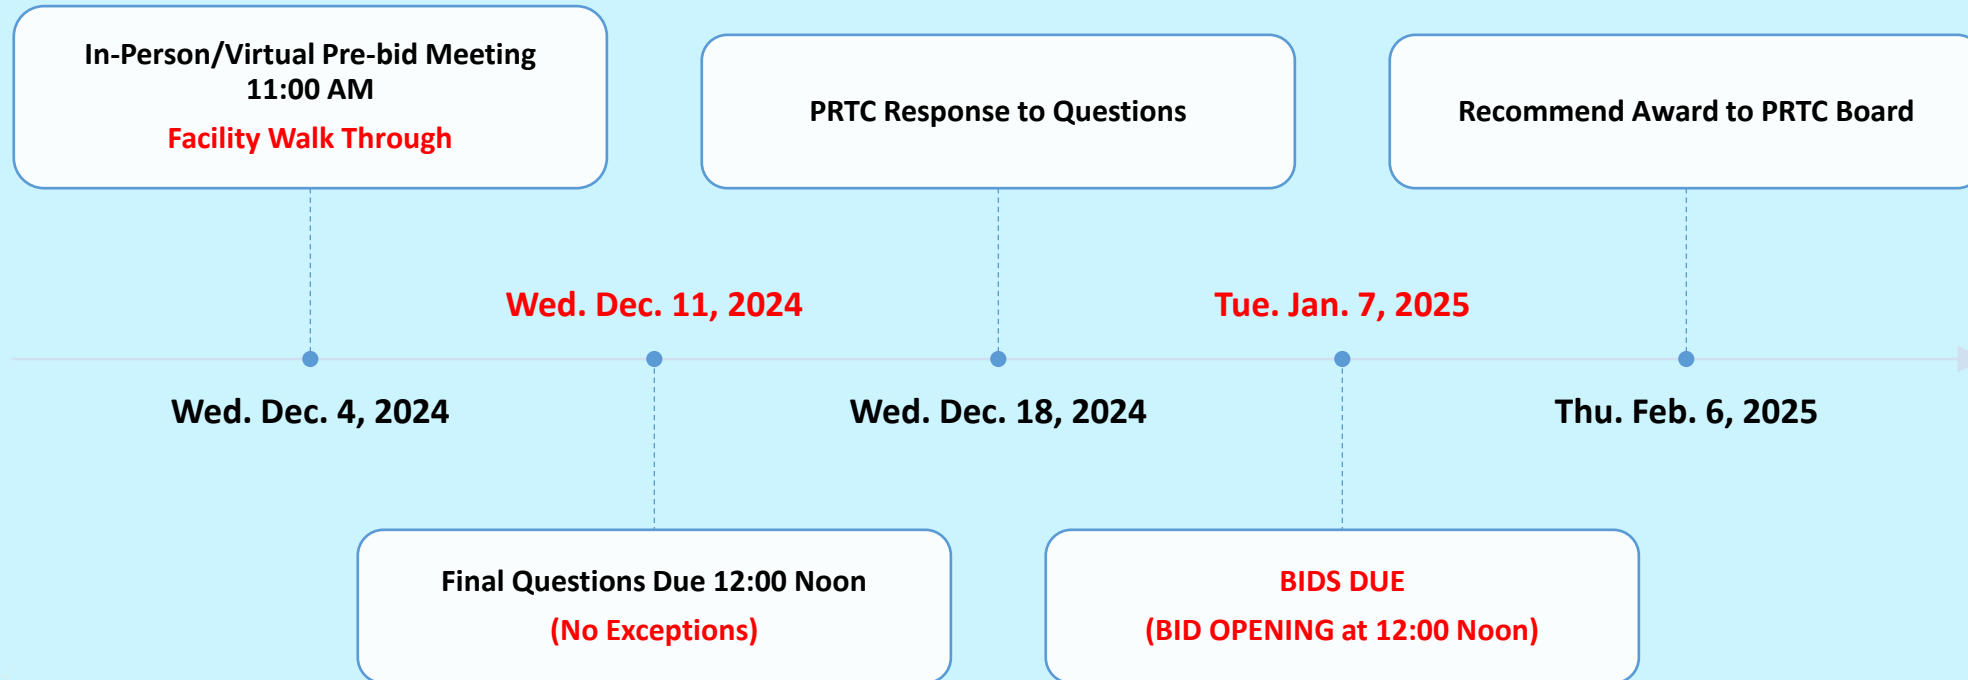 In-Person/Virtual Pre-bid Meeting
11:00 AM
Facility Walk Through
PRTC Response to Questions
Recommend Award to PRTC Board
Wed. Dec. 11, 2024
Tue. Jan. 7, 2025
Wed. Dec. 4, 2024
Wed. Dec. 18, 2024
Thu. Feb. 6, 2025
Final Questions Due 12:00 Noon
(No Exceptions)
BIDS DUE
(BID OPENING at 12:00 Noon)